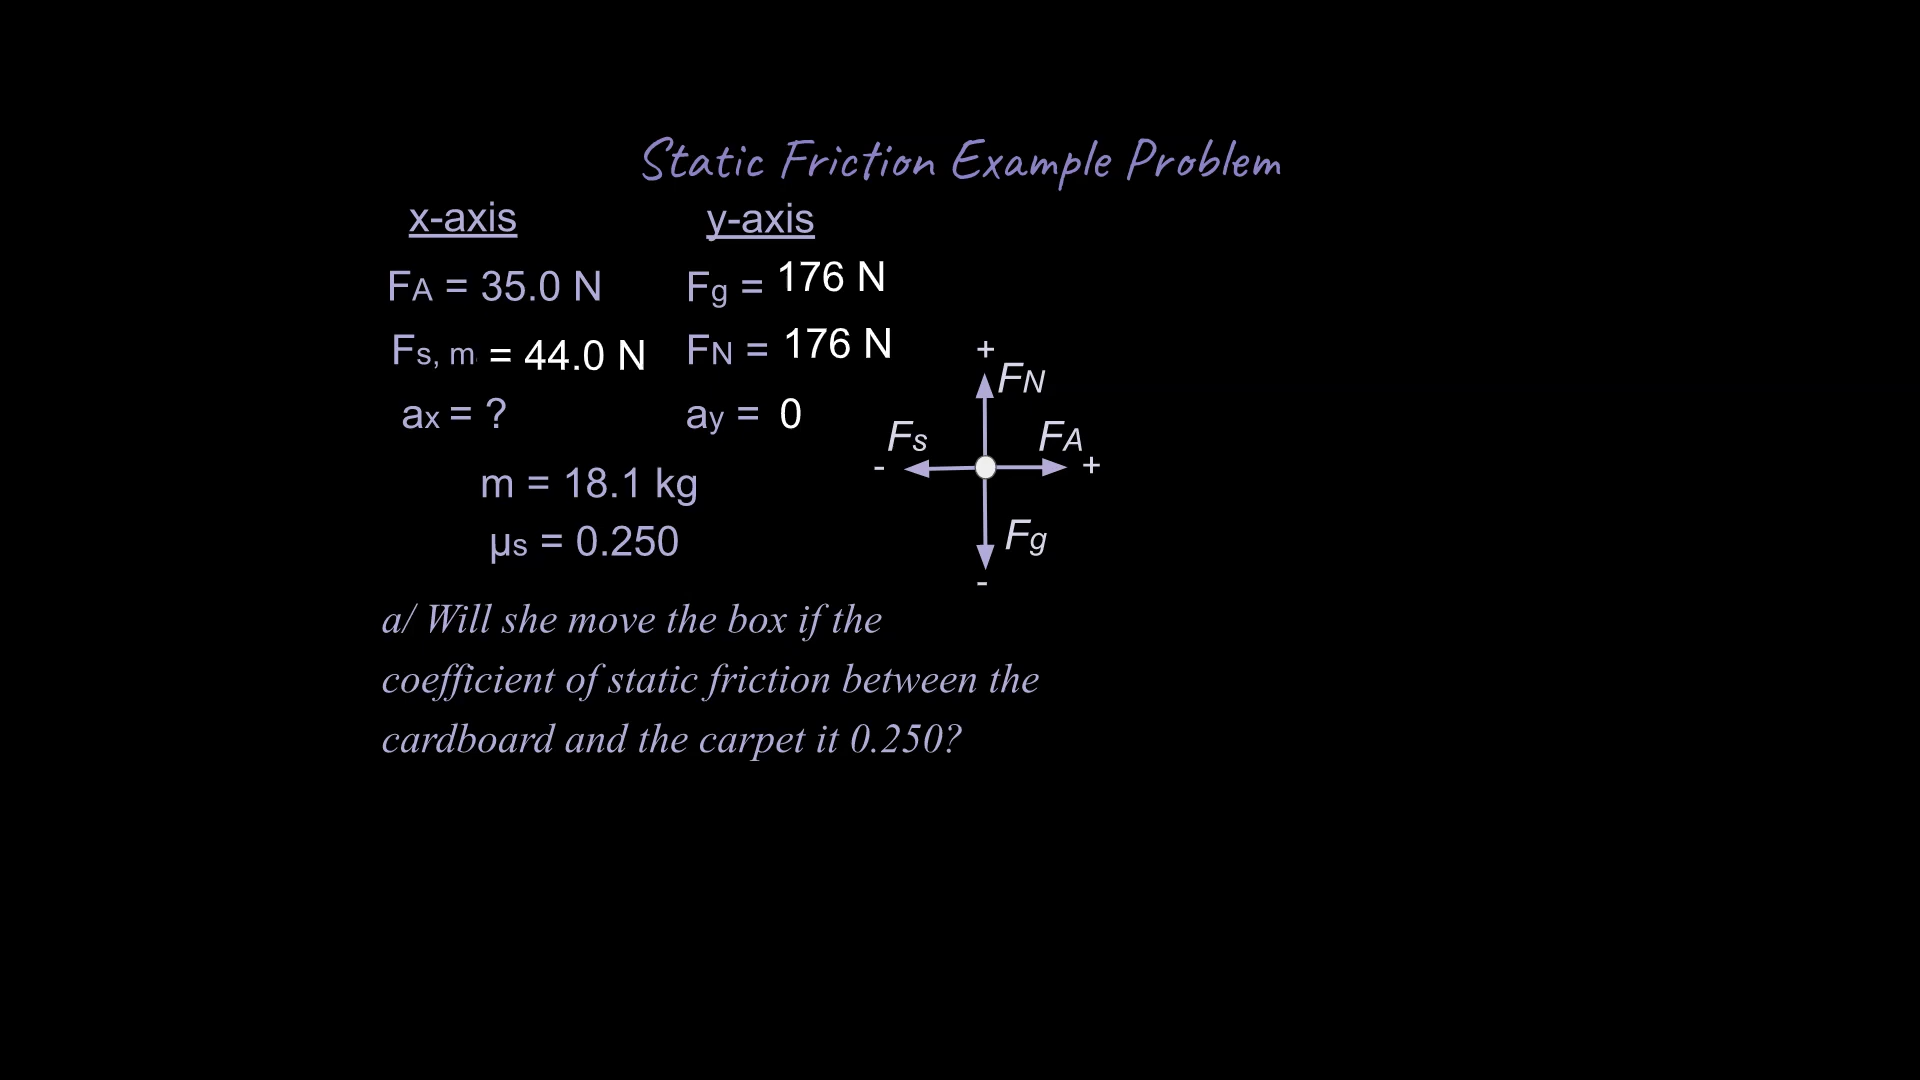 Static Friction Example Problem
x-axis y-axis
FA = 35.0 N Fg = 176 N
Fs, m = 44.0 N FN = 176 N
ax = ? ay = 0
m = 18.1 kg
µs = 0.250
+
FN
Fs FA
- +
Fg
-
a/ Will she move the box if the
coefficient of static friction between the
cardboard and the carpet it 0.250?